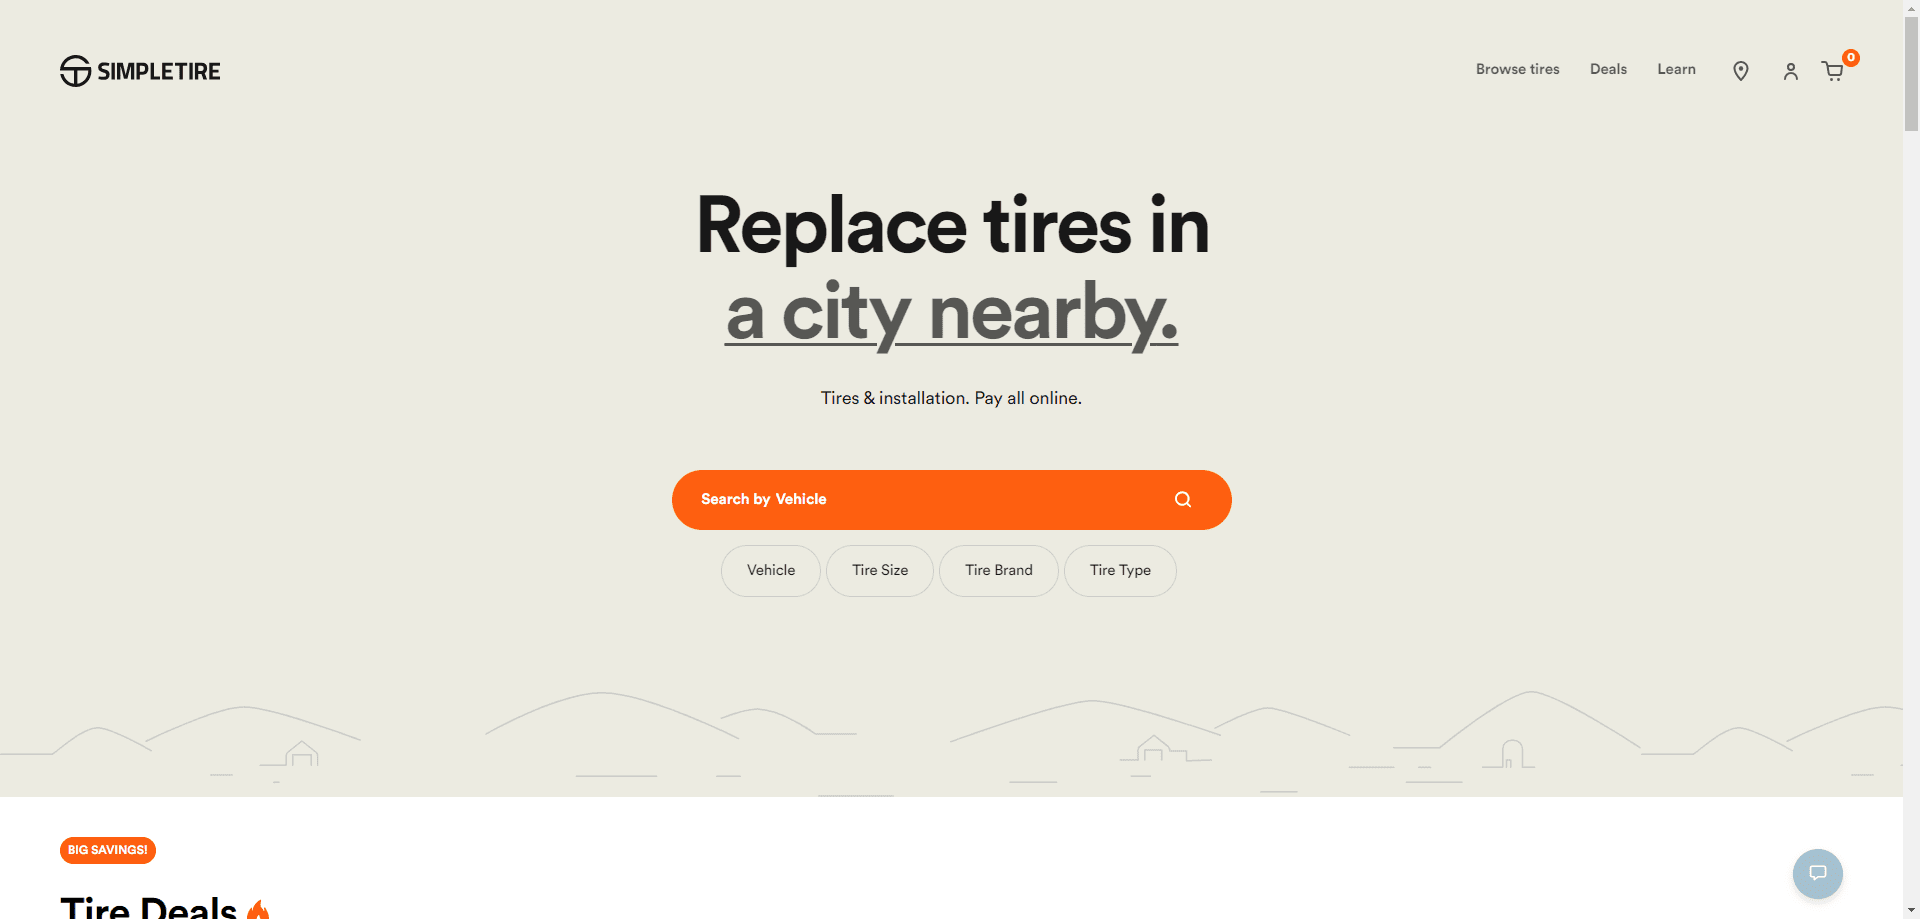 SIMPLETIRE
Browse tires
Deals
Learn
0
Replace tires in
a city nearby.
Tires & installation. Pay all online.
Search by Vehicle
Vehicle
Tire Size
Tire Brand
Tire Type
BIG SAVINGS!
Tire Deals